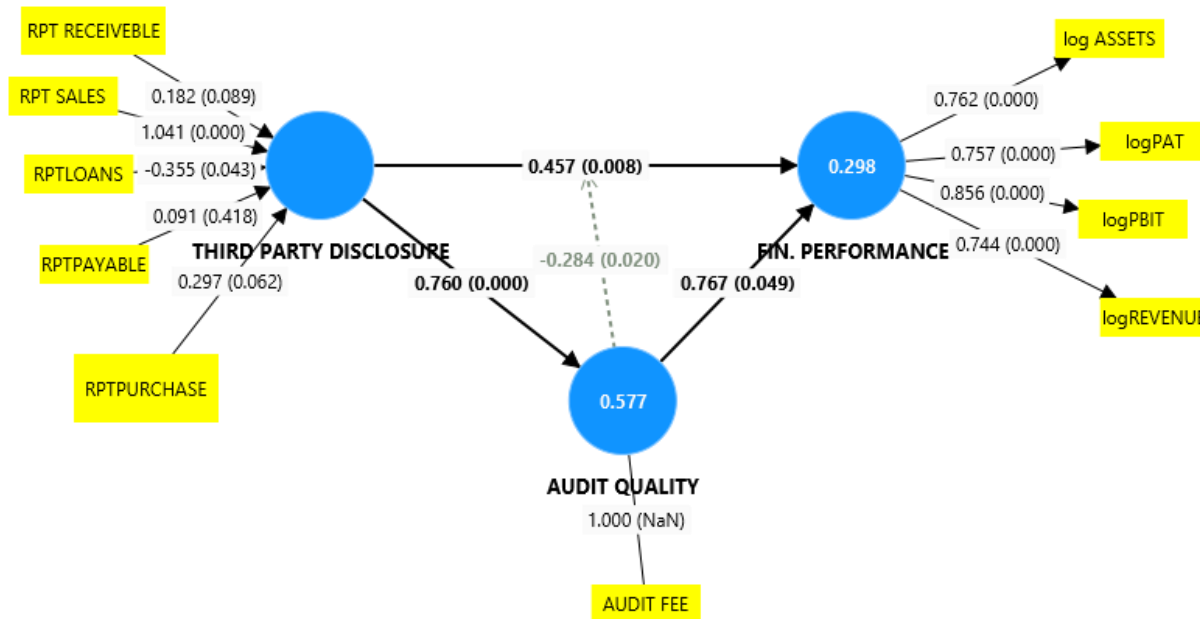 RPT RECEIVEBLE
log ASSETS
RPT SALES
0.182 (0.089)
0.762 (0.000)
1.041 (0.000)
logPAT
0.757 (0.000)
RPTLOANS
-0.355 (0.043)
0.457 (0.008)
0.298
0.856 (0.000)
0.091 (0.418)
logPBIT
RPTPAYABLE
THIRD PARTY DISCLOSURE
FIN. PERFORMANCE
0.744 (0.000)
-0.284 (0.020)
0.297 (0.062)
0.760 (0.000)
0.767 (0.049)
logREVENUE
RPTPURCHASE
0.577
AUDIT QUALITY
1.000 (NaN)
AUDIT FEE